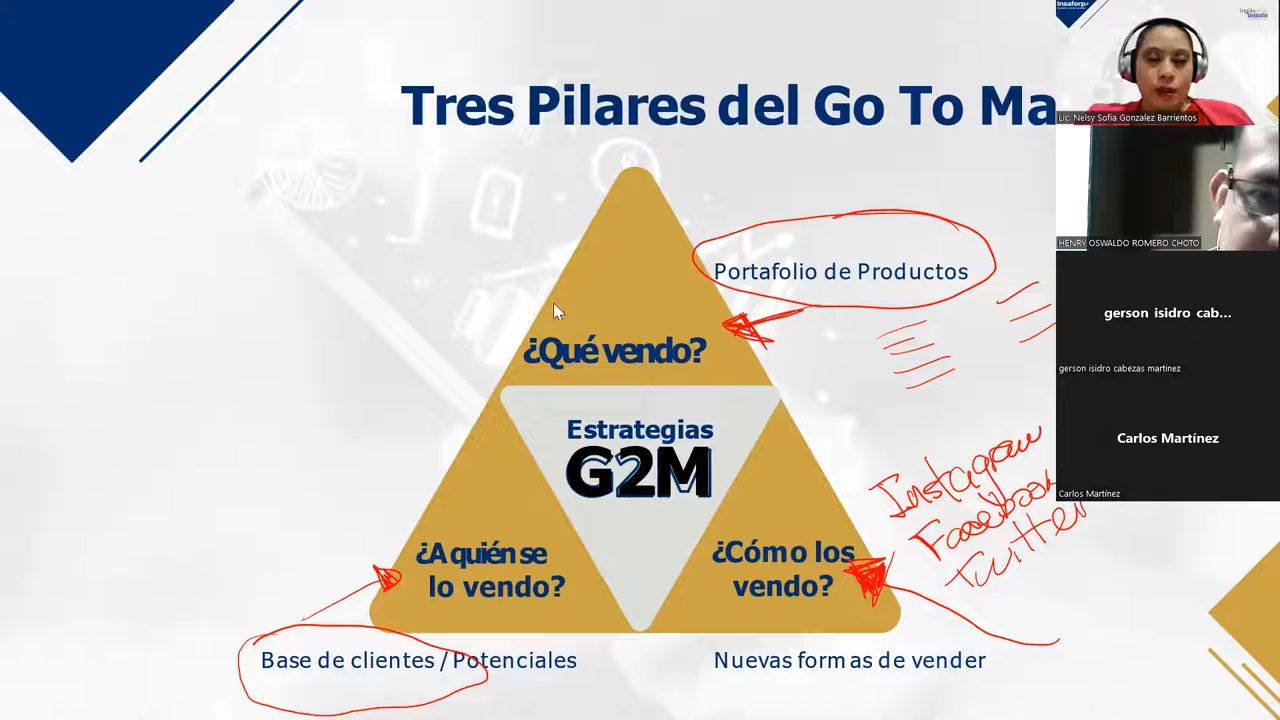 Tres Pilares del Go To Ma
Portafolio de Productos
¿Qué vendo?
Estrategias
G2M
¿A quién se
lo vendo?
¿Cómo los
vendo?
Base de clientes / Potenciales
Nuevas formas de vender
Instagram
Facebook
Twitter
Insaforp
Lic. Nelsy Sofia Gonzalez Barrientos
HENRY OSWALDO ROMERO CHOTO
gerson isidro cab...
gerson isidro cabezas martinez
Carlos Martínez
Carlos Martínez